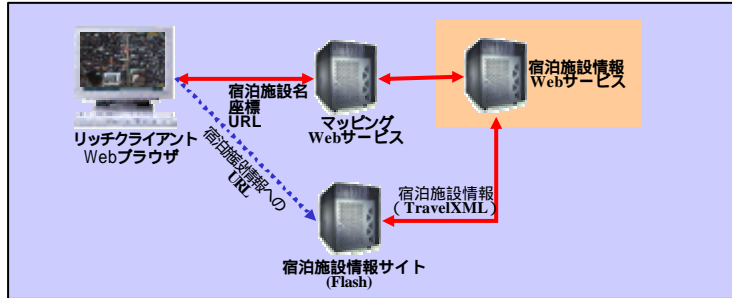 宿泊施設情報
Webサービス
宿泊施設名
座標
URL
マッピング
Webサービス
リッチクライアント
Webブラウザ
宿泊施設情報への
URL
宿泊施設情報
（TravelXML）
宿泊施設情報サイト
(Flash)